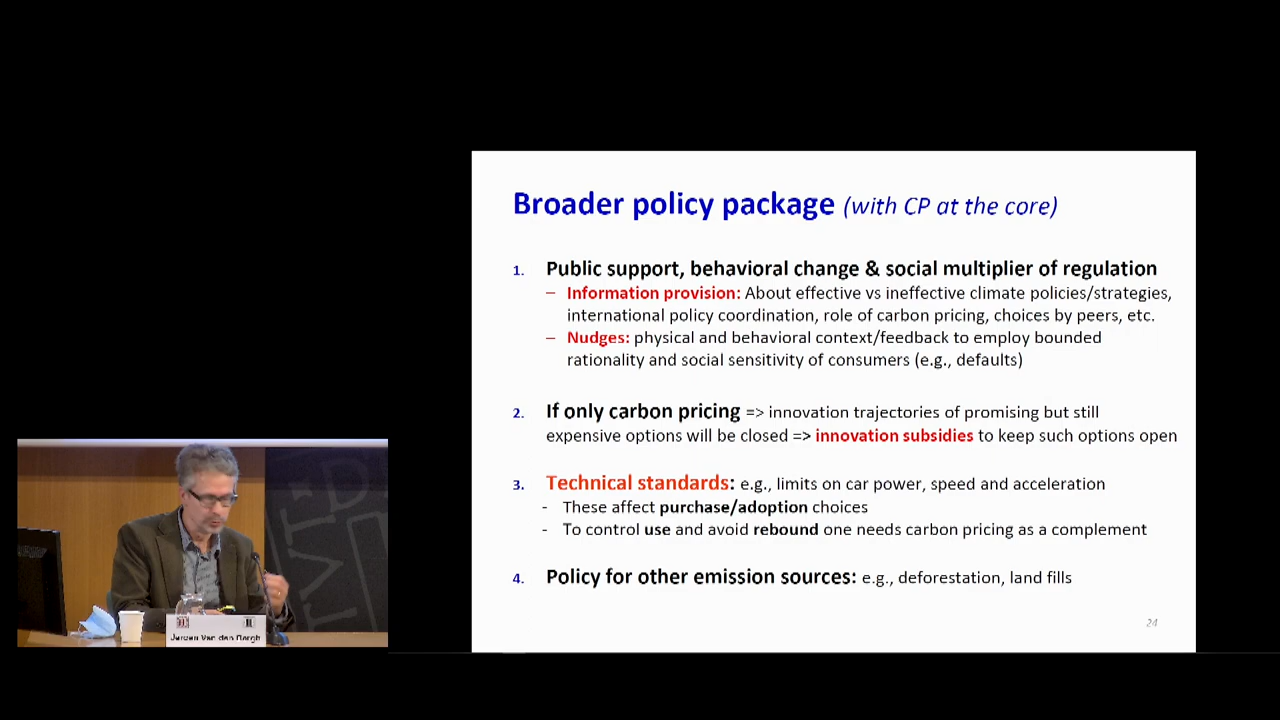 Broader policy package (with CP at the core)
1. Public support, behavioral change & social multiplier of regulation
– Information provision: About effective vs ineffective climate policies/strategies,
international policy coordination, role of carbon pricing, choices by peers, etc.
– Nudges: physical and behavioral context/feedback to employ bounded
rationality and social sensitivity of consumers (e.g., defaults)
2. If only carbon pricing => innovation trajectories of promising but still
expensive options will be closed => innovation subsidies to keep such options open
3. Technical standards: e.g., limits on car power, speed and acceleration
- These affect purchase/adoption choices
- To control use and avoid rebound one needs carbon pricing as a complement
4. Policy for other emission sources: e.g., deforestation, land fills
24
Jeroen Van den Bergh